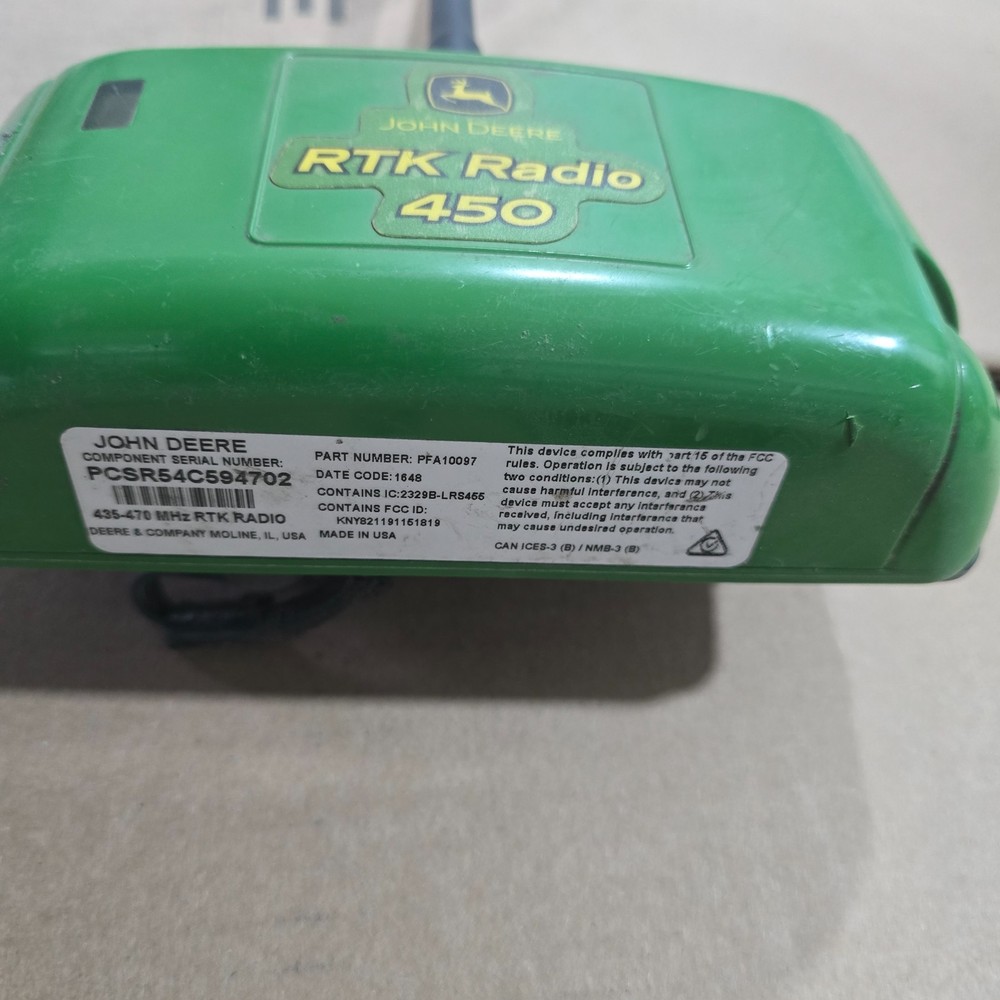 JOHN DEERE
RTK Radio
450
JOHN DEERE
COMPONENT SERIAL NUMBER:
PCSR54C594702
435-470 MHz RTK RADIO
DEERE & COMPANY MOLINE, IL, USA
PART NUMBER: PFA10097
DATE CODE: 1648
CONTAINS IC:2329B-LRS455
CONTAINS FCC ID:
KNY821191151819
MADE IN USA
This device complies with part 15 of the FCC
rules. Operation is subject to the following
two conditions: (1) This device may not
cause harmful interference, and (2) This
device must accept any interference
received, including interference that
may cause undesired operation.
CAN ICES-3 (B) / NMB-3 (B)